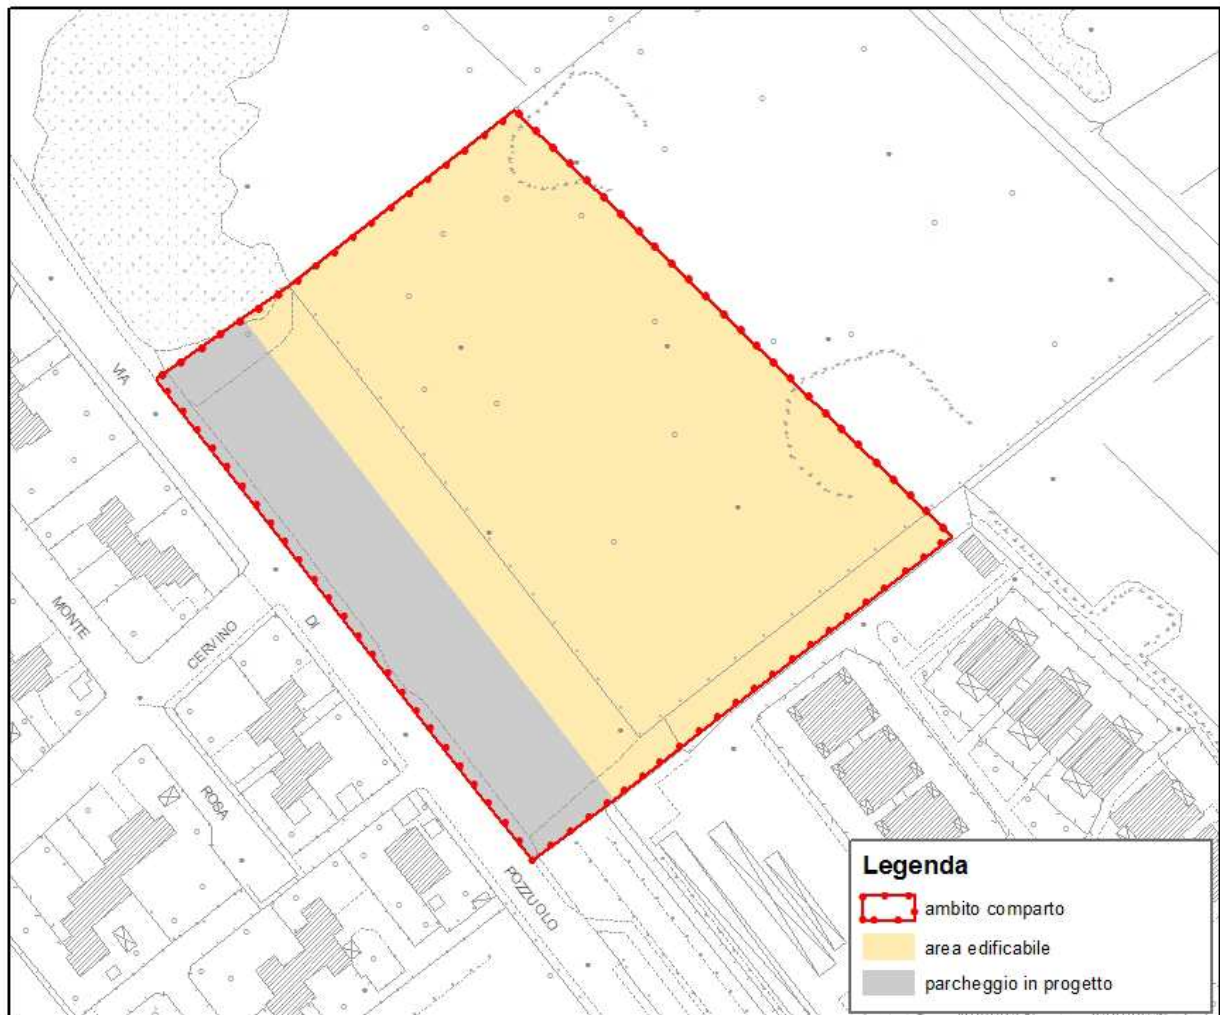 VIA
MONTE
CERVINO
DI
ROSA
POZZUOLO
Legenda
ambito comparto
area edificabile
parcheggio in progetto